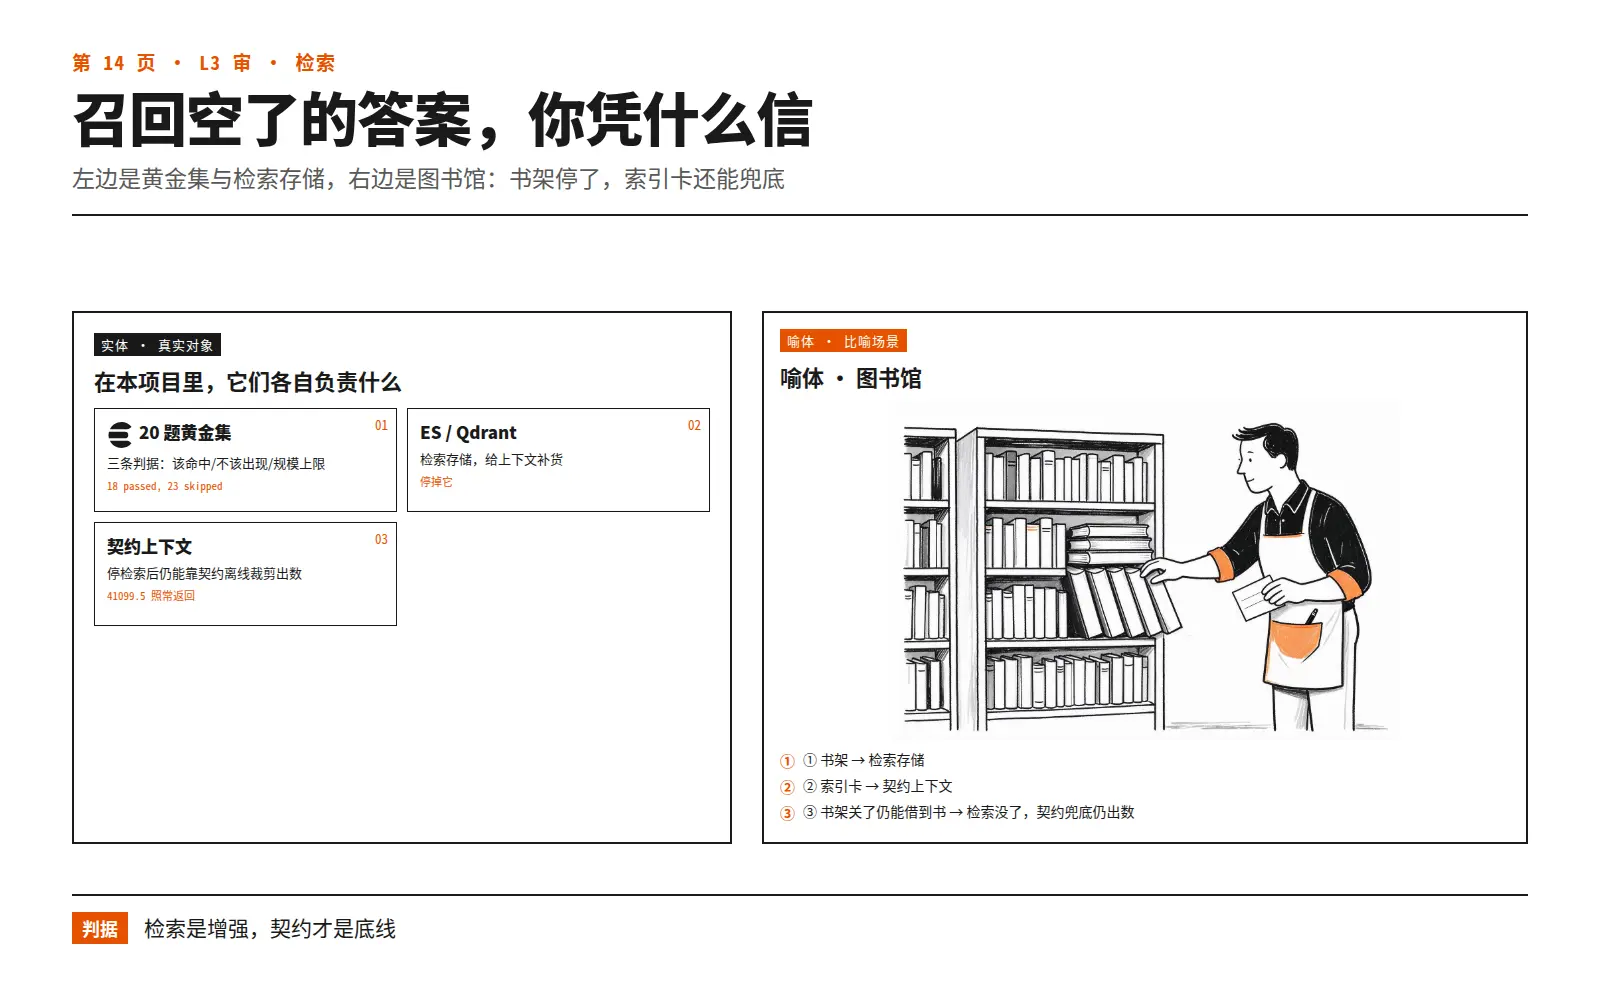 第 14 页 · L3 审 · 检索
召回空了的答案，你凭什么信
左边是黄金集与检索存储，右边是图书馆：书架停了，索引卡还能兜底
实体 · 真实对象
在本项目里，它们各自负责什么
20 题黄金集
01
三条判据：该命中/不该出现/规模上限
18 passed, 23 skipped
ES / Qdrant
02
检索存储，给上下文补货
停掉它
契约上下文
03
停检索后仍能靠契约离线裁剪出数
41099.5 照常返回
喻体 · 比喻场景
喻体 · 图书馆
① ① 书架 → 检索存储
② ② 索引卡 → 契约上下文
③ ③ 书架关了仍能借到书 → 检索没了，契约兜底仍出数
判据 检索是增强，契约才是底线